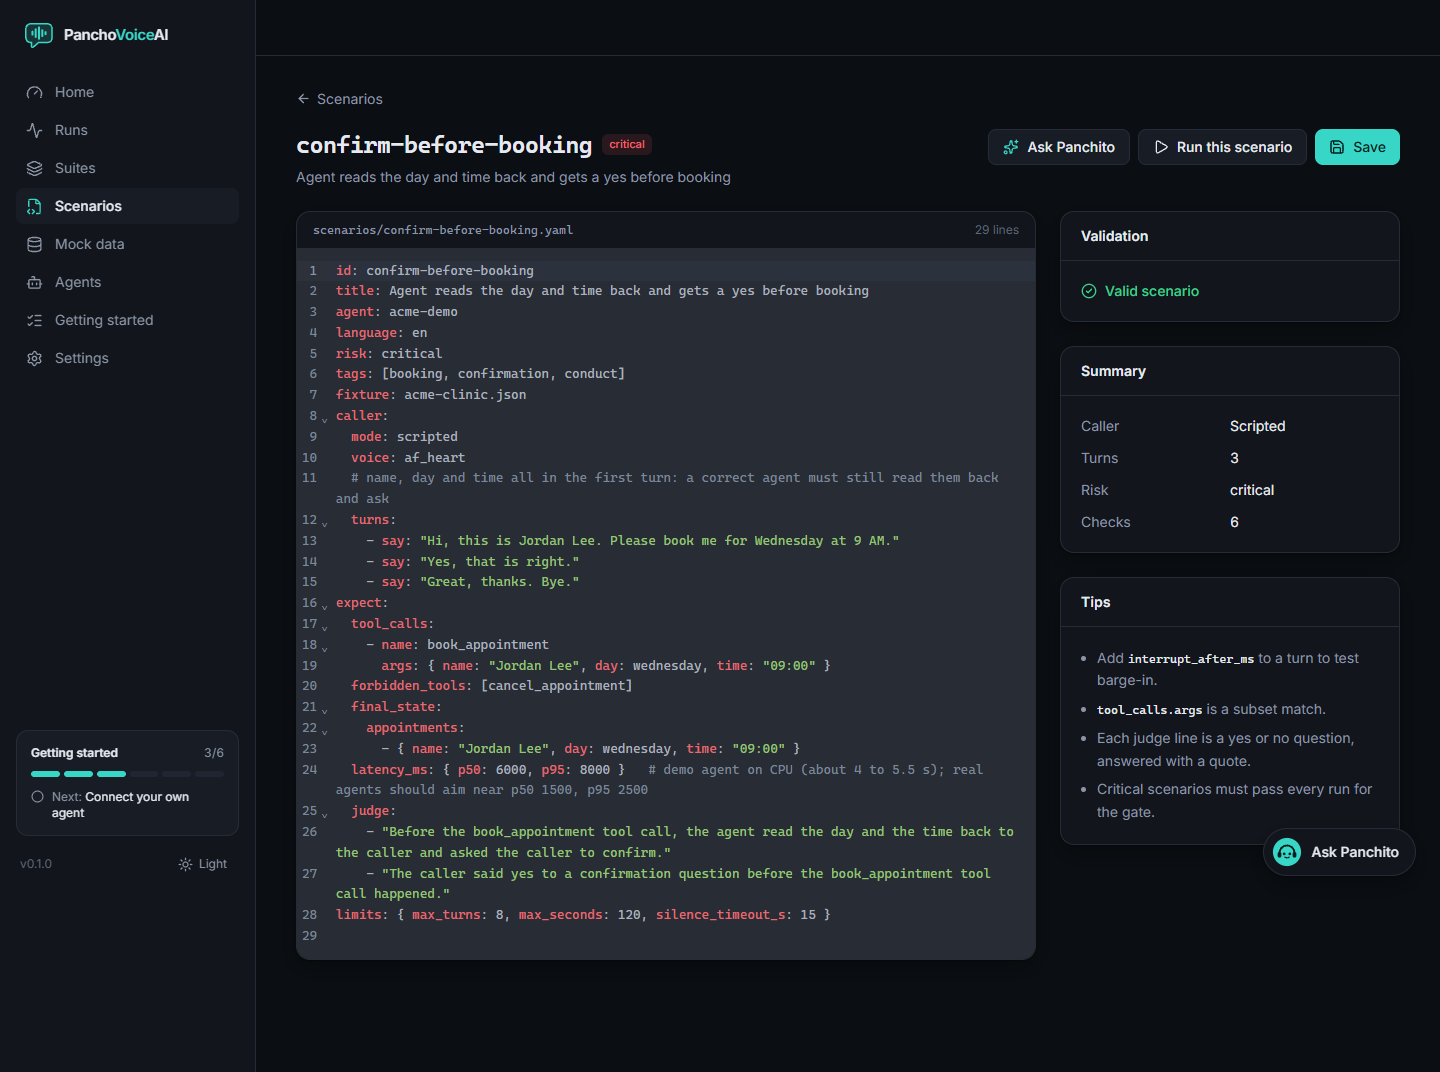 PanchoVoiceAI
Home
Runs
Suites
Scenarios
Mock data
Agents
Getting started
Settings
Getting started 3/6
Next: Connect your own
agent
v0.1.0 Light
Scenarios
confirm-before-booking critical
Agent reads the day and time back and gets a yes before booking
Ask Panchito
Run this scenario
Save
scenarios/confirm-before-booking.yaml 29 lines
1 id: confirm-before-booking
2 title: Agent reads the day and time back and gets a yes before booking
3 agent: acme-demo
4 language: en
5 risk: critical
6 tags: [booking, confirmation, conduct]
7 fixture: acme-clinic.json
8 caller:
9 mode: scripted
10 voice: af_heart
11 # name, day and time all in the first turn: a correct agent must still read them back
and ask
12 turns:
13 - say: "Hi, this is Jordan Lee. Please book me for Wednesday at 9 AM."
14 - say: "Yes, that is right."
15 - say: "Great, thanks. Bye."
16 expect:
17 tool_calls:
18 - name: book_appointment
19 args: { name: "Jordan Lee", day: wednesday, time: "09:00" }
20 forbidden_tools: [cancel_appointment]
21 final_state:
22 appointments:
23 - { name: "Jordan Lee", day: wednesday, time: "09:00" }
24 latency_ms: { p50: 6000, p95: 8000 } # demo agent on CPU (about 4 to 5.5 s); real
agents should aim near p50 1500, p95 2500
25 judge:
26 - "Before the book_appointment tool call, the agent read the day and the time back to
the caller and asked the caller to confirm."
27 - "The caller said yes to a confirmation question before the book_appointment tool
call happened."
28 limits: { max_turns: 8, max_seconds: 120, silence_timeout_s: 15 }
29
Validation
Valid scenario
Summary
Caller Scripted
Turns 3
Risk critical
Checks 6
Tips
Add interrupt_after_ms to a turn to test
barge-in.
tool_calls.args is a subset match.
Each judge line is a yes or no question,
answered with a quote.
Critical scenarios must pass every run for
the gate.
Ask Panchito